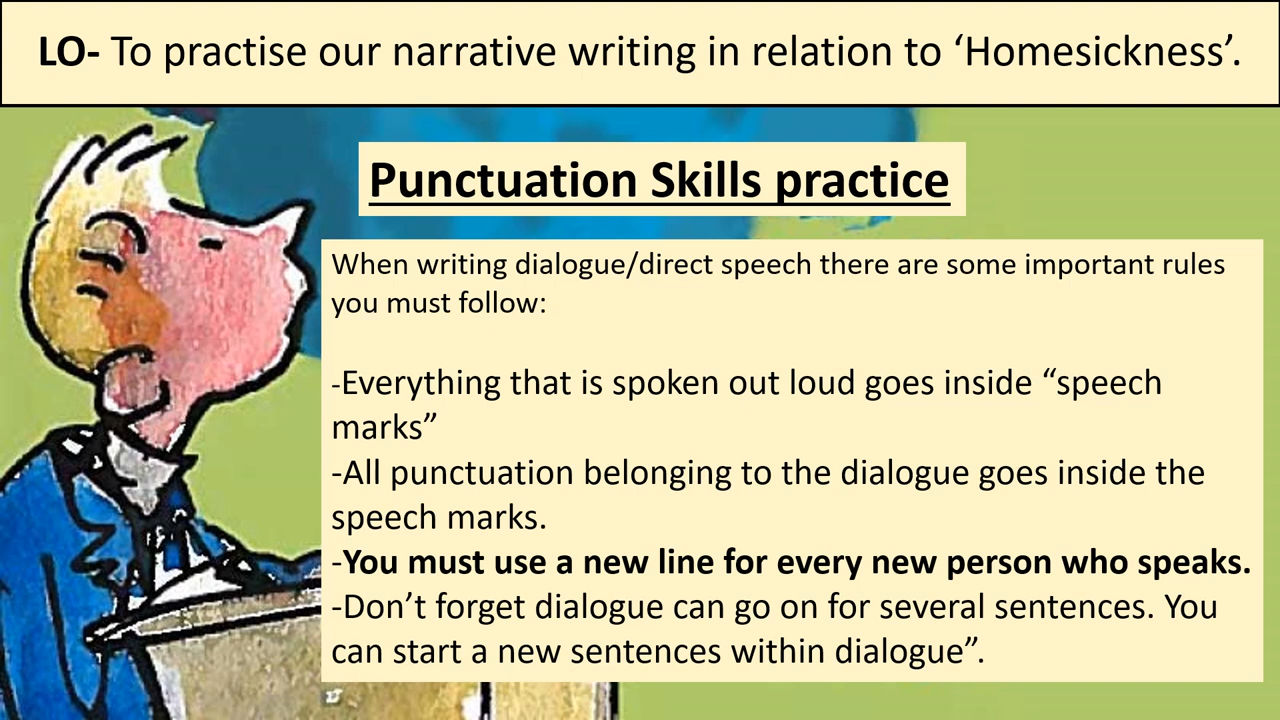 LO- To practise our narrative writing in relation to ‘Homesickness’.
Punctuation Skills practice
When writing dialogue/direct speech there are some important rules
you must follow:
-Everything that is spoken out loud goes inside “speech
marks”
-All punctuation belonging to the dialogue goes inside the
speech marks.
-You must use a new line for every new person who speaks.
-Don’t forget dialogue can go on for several sentences. You
can start a new sentences within dialogue”.